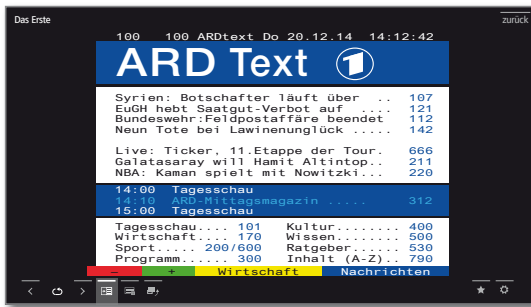 Das Erste zurück
100 100 ARDtext Do 20.12.14 14:12:42
ARD Text 1
Syrien: Botschafter läuft über .. 107
EuGH hebt Saatgut-Verbot auf .... 121
Bundeswehr:Feldpostaffäre beendet 112
Neun Tote bei Lawinenunglück ..... 142
Live: Ticker, 11.Etappe der Tour. 666
Galatasaray will Hamit Altintop.. 211
NBA: Kaman spielt mit Nowitzki... 220
14:00 Tagesschau
14:10 ARD-Mittagsmagazin ..... 312
15:00 Tagesschau
Tagesschau.... 101 Kultur........ 400
Wirtschaft.... 170 Wissen........ 500
Sport..... 200/600 Ratgeber...... 530
Programm...... 300 Inhalt (A-Z).. 790
– + Wirtschaft Nachrichten